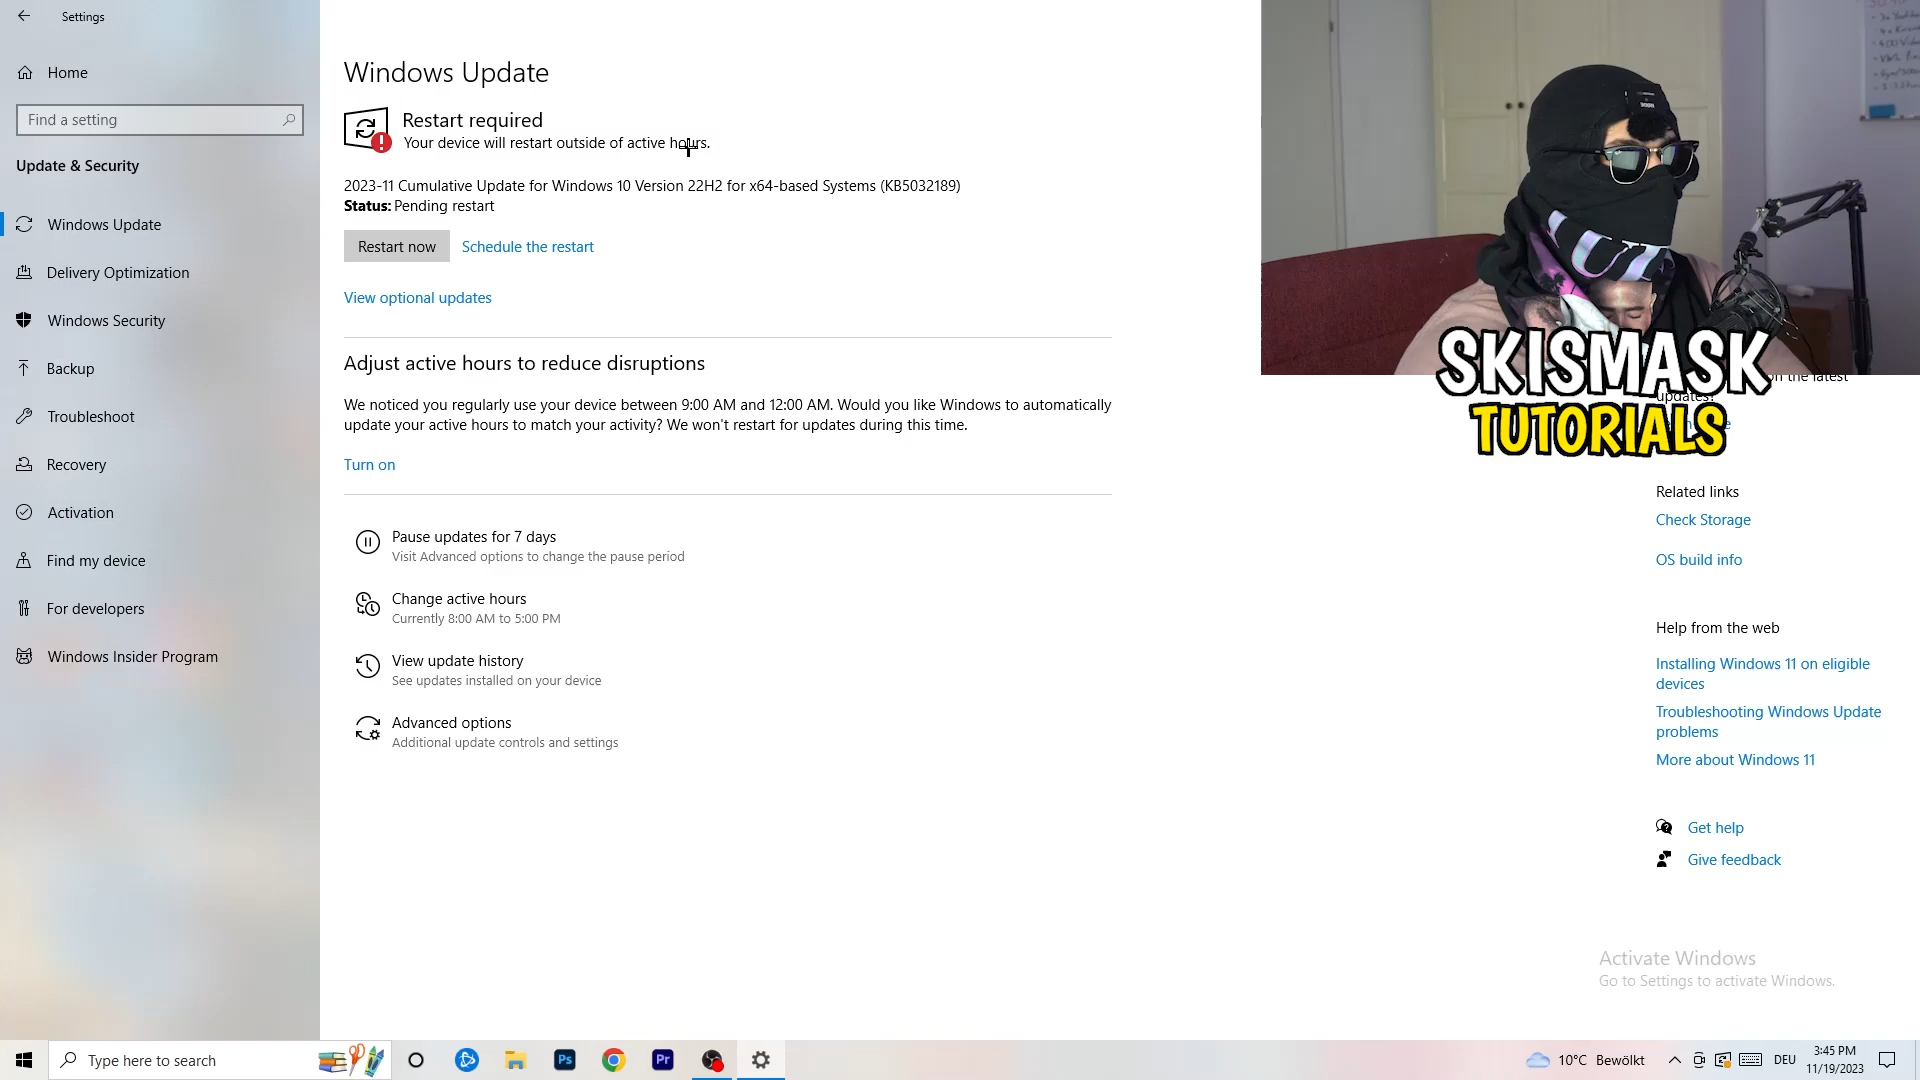 Settings
Home
Find a setting
Update & Security
Windows Update
Delivery Optimization
Windows Security
Backup
Troubleshoot
Recovery
Activation
Find my device
For developers
Windows Insider Program
Windows Update
Restart required
Your device will restart outside of active hours.
2023-11 Cumulative Update for Windows 10 Version 22H2 for x64-based Systems (KB5032189)
Status: Pending restart
Restart now
Schedule the restart
View optional updates
Adjust active hours to reduce disruptions
We noticed you regularly use your device between 9:00 AM and 12:00 AM. Would you like Windows to automatically
update your active hours to match your activity? We won't restart for updates during this time.
Turn on
Pause updates for 7 days
Visit Advanced options to change the pause period
Change active hours
Currently 8:00 AM to 5:00 PM
View update history
See updates installed on your device
Advanced options
Additional update controls and settings
SKISMASK
TUTORIALS
on the latest
updates?
Related links
Check Storage
OS build info
Help from the web
Installing Windows 11 on eligible
devices
Troubleshooting Windows Update
problems
More about Windows 11
Get help
Give feedback
Activate Windows
Go to Settings to activate Windows.
Type here to search
Ps
Pr
10°C Bewölkt
DEU
3:45 PM
11/19/2023